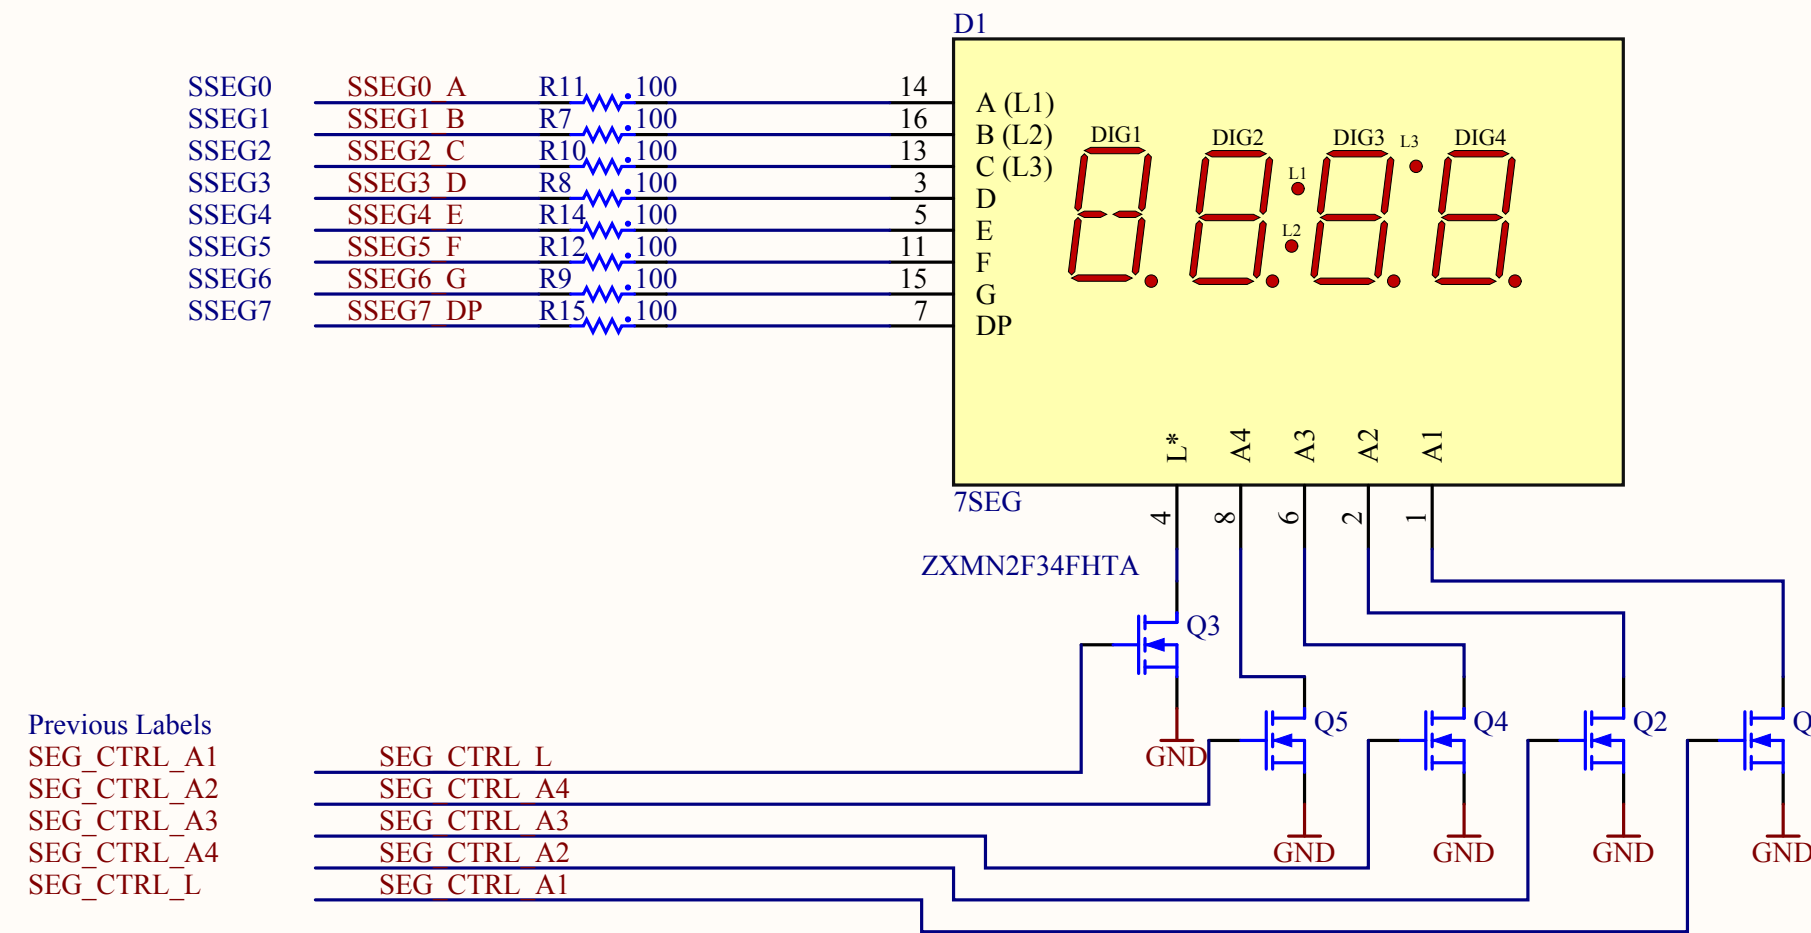 D1
SSEG0 SSEG0_A R11 100 14 A (L1)
SSEG1 SSEG1_B R7 100 16 B (L2)
SSEG2 SSEG2_C R10 100 13 C (L3)
SSEG3 SSEG3_D R8 100 3 D
SSEG4 SSEG4_E R14 100 5 E
SSEG5 SSEG5_F R12 100 11 F
SSEG6 SSEG6_G R9 100 15 G
SSEG7 SSEG7_DP R15 100 7 DP
DIG1 DIG2 DIG3 L3 DIG4
L1
L2
L* A4 A3 A2 A1
7SEG
4 8 6 2 1
ZXMN2F34FHTA
Q3
GND
Q5 Q4 Q2 Q
GND GND GND GND
Previous Labels
SEG_CTRL_A1 SEG_CTRL_L
SEG_CTRL_A2 SEG_CTRL_A4
SEG_CTRL_A3 SEG_CTRL_A3
SEG_CTRL_A4 SEG_CTRL_A2
SEG_CTRL_L SEG_CTRL_A1